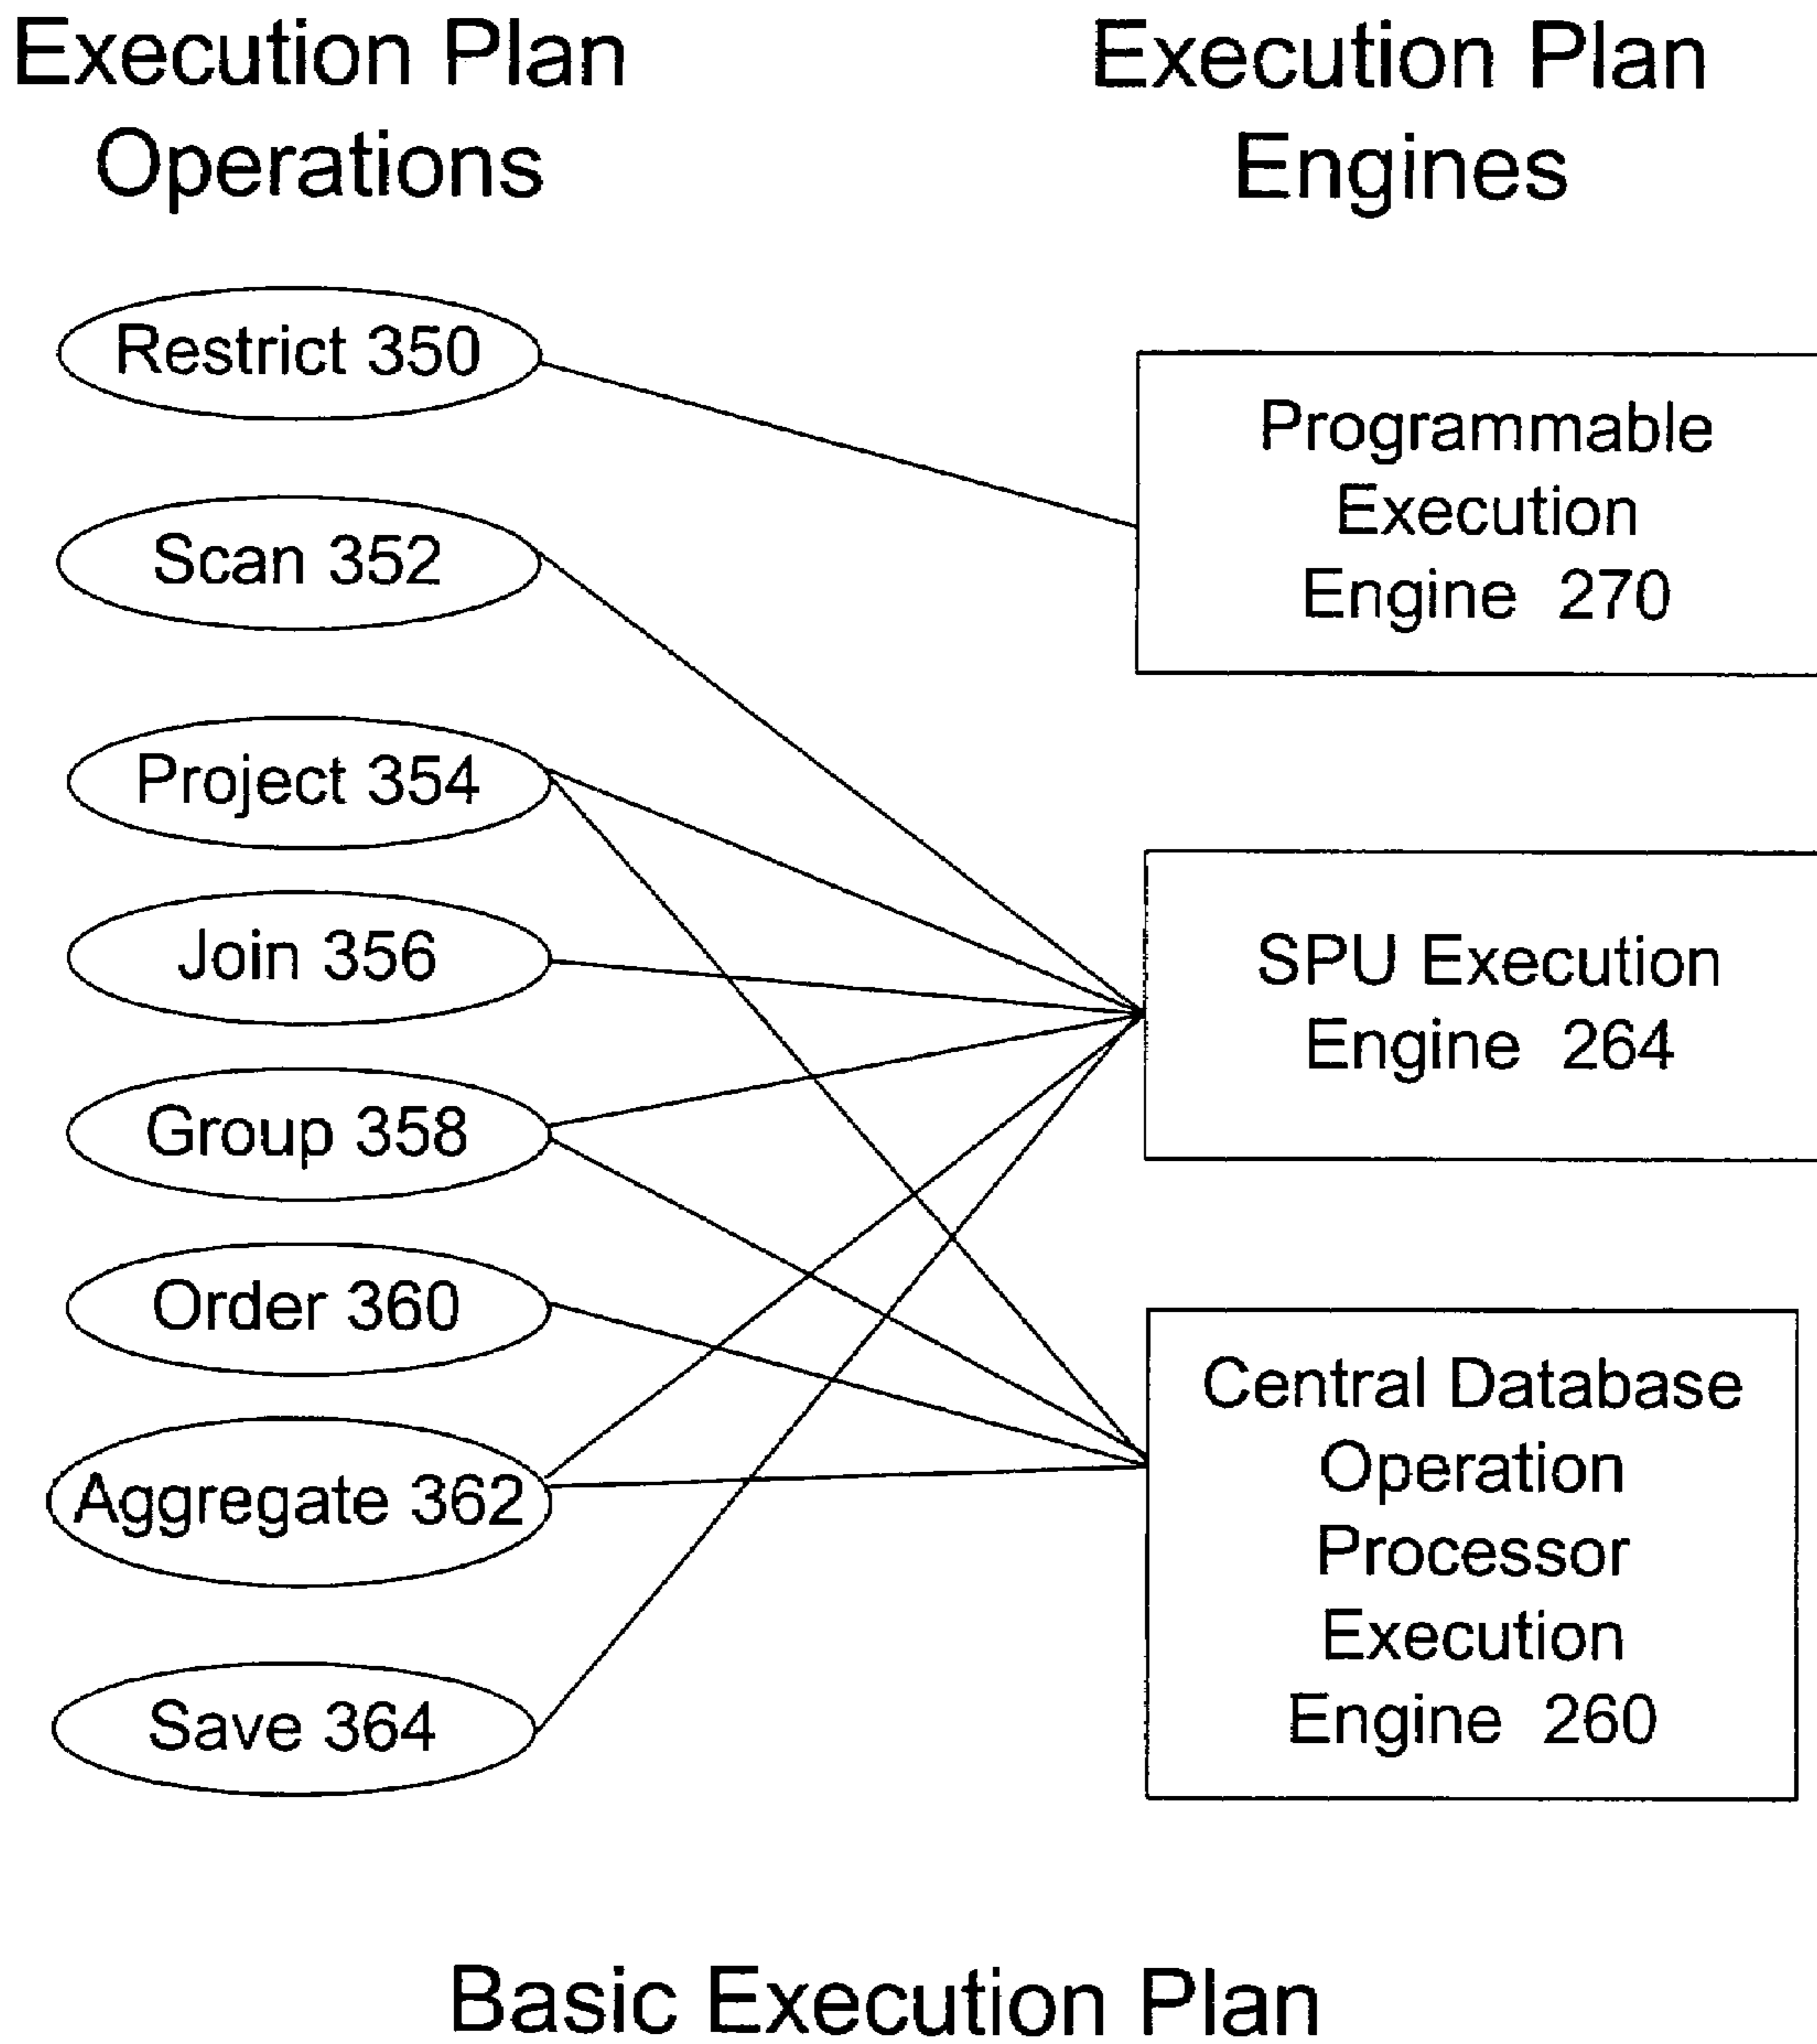 Execution Plan
Operations
Execution Plan
Engines
Restrict 350
Scan 352
Project 354
Join 356
Group 358
Order 360
Aggregate 362
Save 364
Programmable
Execution
Engine 270
SPU Execution
Engine 264
Central Database
Operation
Processor
Execution
Engine 260
Basic Execution Plan